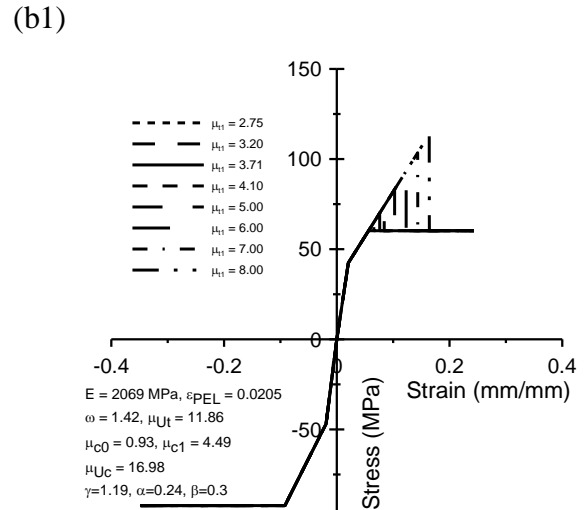 (b1)
150
100
50
0
-50
-0.4
-0.2
0
0.2
0.4
Strain (mm/mm)
Stress (MPa)
μt1 = 2.75
μt1 = 3.20
μt1 = 3.71
μt1 = 4.10
μt1 = 5.00
μt1 = 6.00
μt1 = 7.00
μt1 = 8.00
E = 2069 MPa, εPEL = 0.0205
ω = 1.42, μUt = 11.86
μc0 = 0.93, μc1 = 4.49
μUc = 16.98
γ=1.19, α=0.24, β=0.3